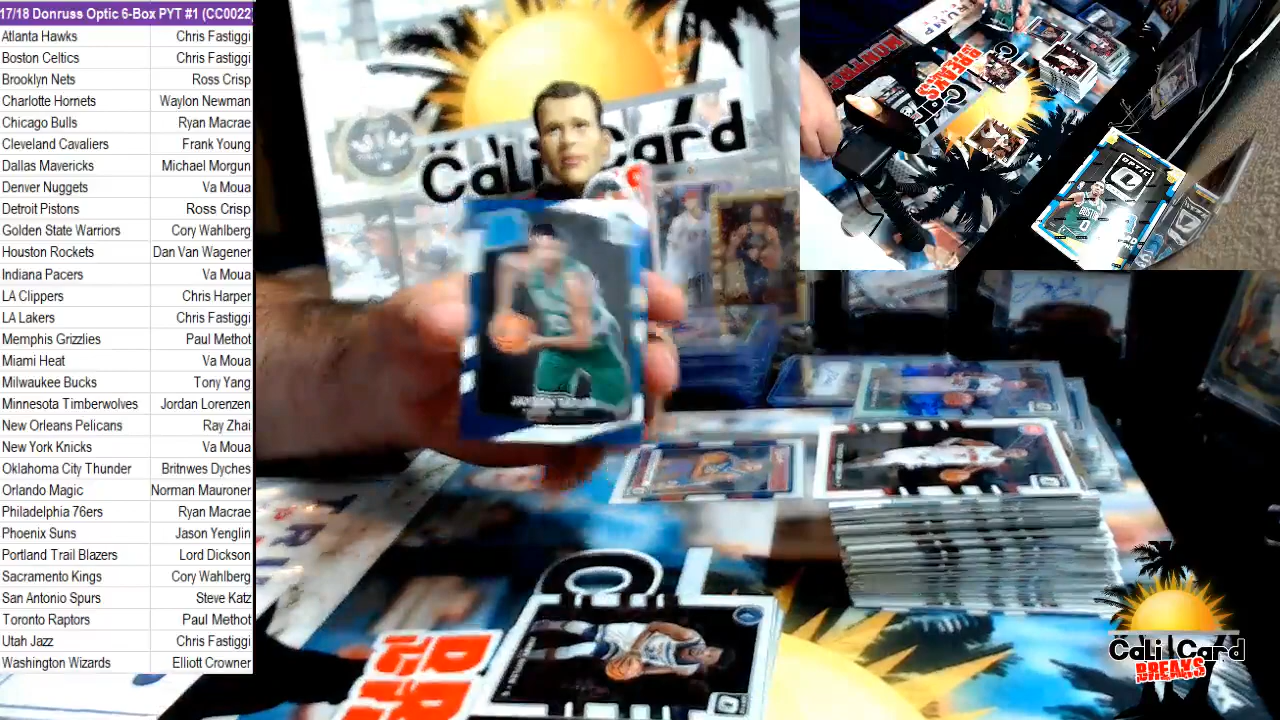 17/18 Donruss Optic 6-Box PYT #1 (CC0022)
Atlanta Hawks Chris Fastiggi
Boston Celtics Chris Fastiggi
Brooklyn Nets Ross Crisp
Charlotte Hornets Waylon Newman
Chicago Bulls Ryan Macrae
Cleveland Cavaliers Frank Young
Dallas Mavericks Michael Morgun
Denver Nuggets Va Moua
Detroit Pistons Ross Crisp
Golden State Warriors Cory Wahlberg
Houston Rockets Dan Van Wagener
Indiana Pacers Va Moua
LA Clippers Chris Harper
LA Lakers Chris Fastiggi
Memphis Grizzlies Paul Methot
Miami Heat Va Moua
Milwaukee Bucks Tony Yang
Minnesota Timberwolves Jordan Lorenzen
New Orleans Pelicans Ray Zhai
New York Knicks Va Moua
Oklahoma City Thunder Britnwes Dyches
Orlando Magic Norman Mauroner
Philadelphia 76ers Ryan Macrae
Phoenix Suns Jason Yenglin
Portland Trail Blazers Lord Dickson
Sacramento Kings Cory Wahlberg
San Antonio Spurs Steve Katz
Toronto Raptors Paul Methot
Utah Jazz Chris Fastiggi
Washington Wizards Elliott Crowner
Cali Card
BREAKS
Cali
OPTIC
Cali Card
BREAKS